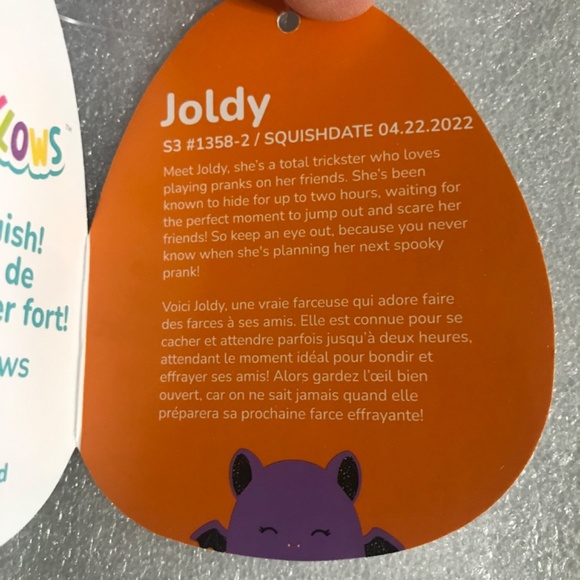 LOWS™
uish!
de
er fort!
ws
d
Joldy
S3 #1358-2 / SQUISHDATE 04.22.2022
Meet Joldy, she's a total trickster who loves
playing pranks on her friends. She's been
known to hide for up to two hours, waiting for
the perfect moment to jump out and scare her
friends! So keep an eye out, because you never
know when she's planning her next spooky
prank!
Voici Joldy, une vraie farceuse qui adore faire
des farces à ses amis. Elle est connue pour se
cacher et attendre parfois jusqu'à deux heures,
attendant le moment idéal pour bondir et
effrayer ses amis! Alors gardez l'œil bien
ouvert, car on ne sait jamais quand elle
préparera sa prochaine farce effrayante!